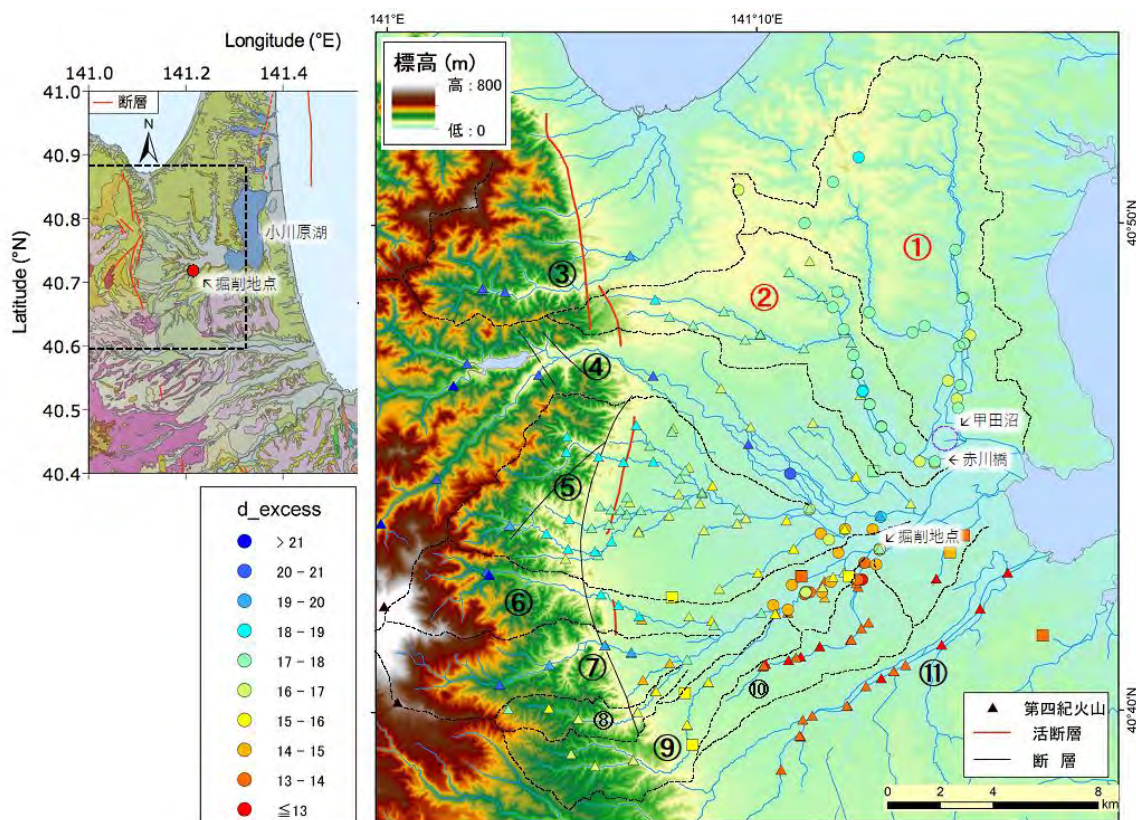 Longitude (°E)
141.0
141.2
141.4
41.0
40.9
40.8
40.7
40.6
40.5
40.4
Latitude (°N)
断層
N
小川原湖
↖掘削地点
d_excess
> 21
20 - 21
19 - 20
18 - 19
17 - 18
16 - 17
15 - 16
14 - 15
13 - 14
≦13
141°E
141°10'E
標高 (m)
高 : 800
低 : 0
40°50'N
①
②
③
④
↙甲田沼
←赤川橋
⑤
↙掘削地点
⑥
⑦
⑧
⑨
⑩
⑪
40°40'N
第四紀火山
活断層
断 層
0 2 4 8
km